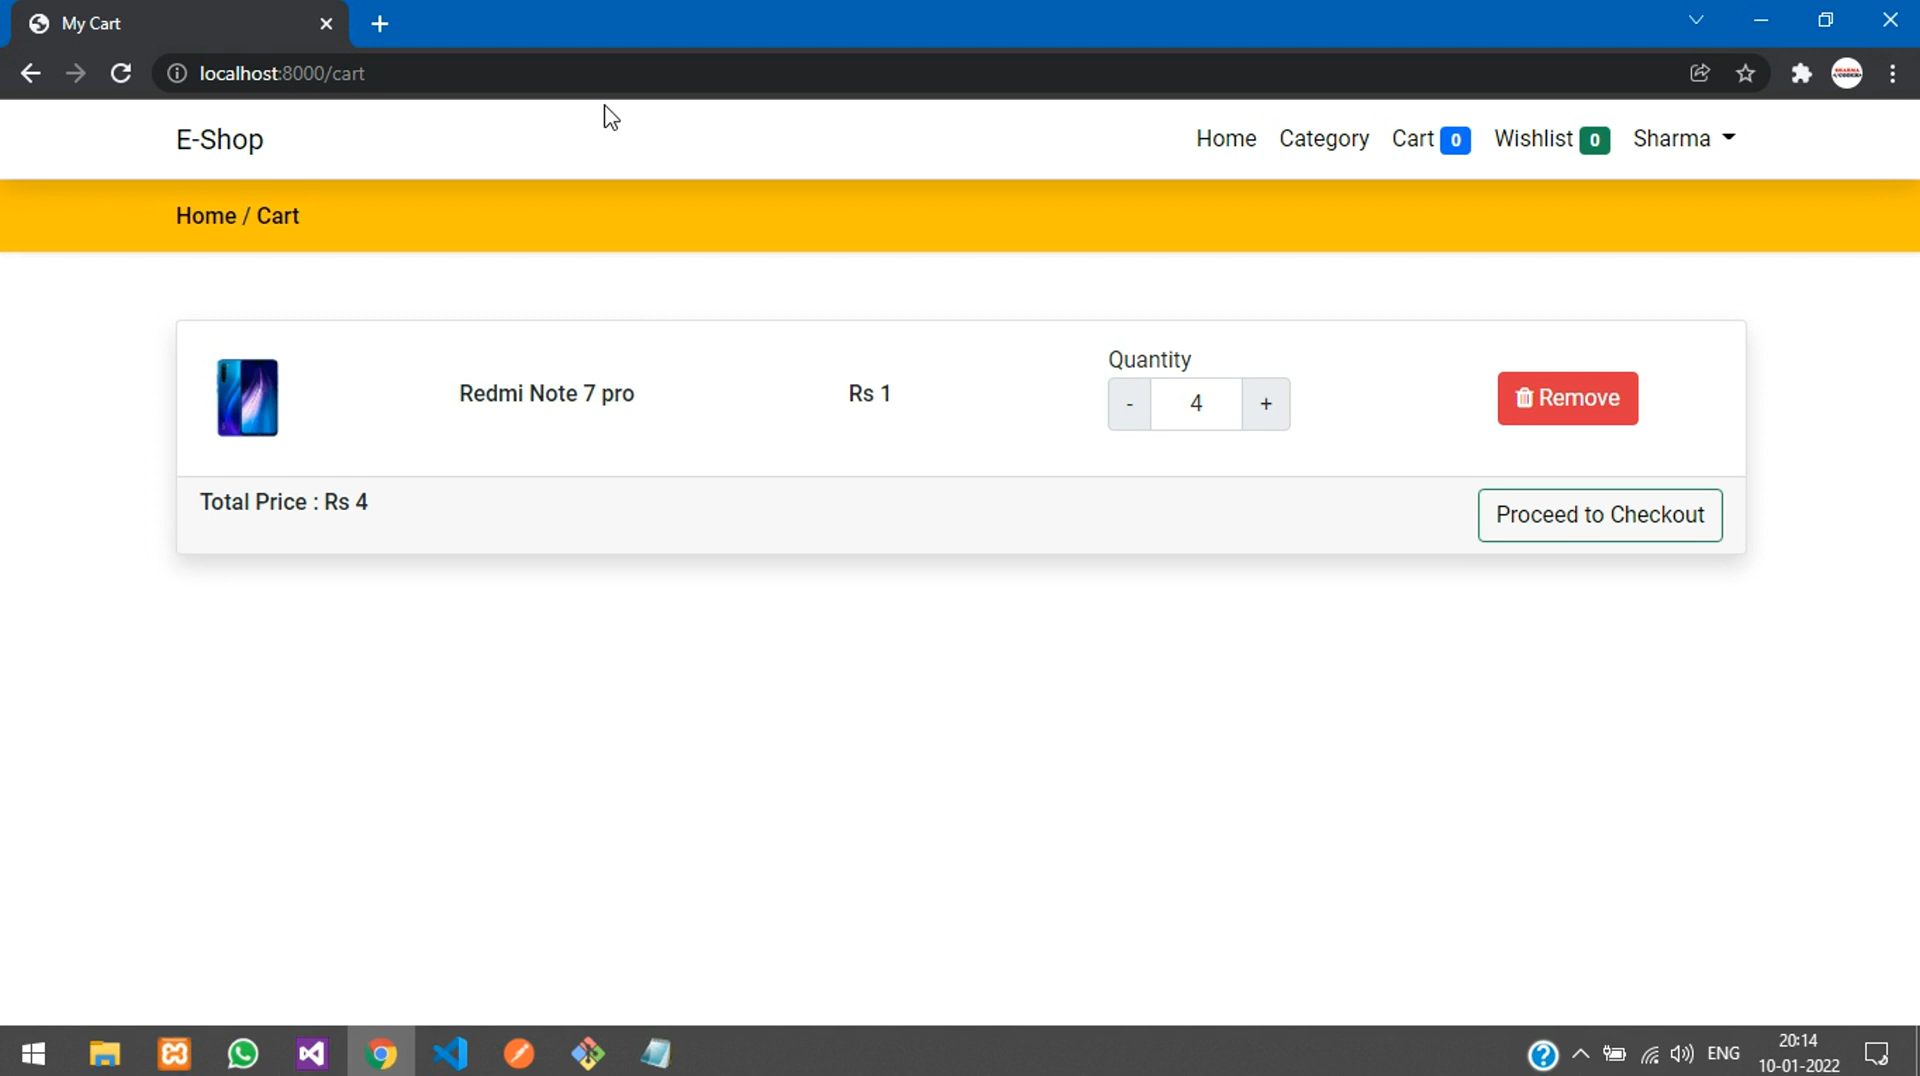 My Cart
localhost:8000/cart
E-Shop
Home Category Cart 0 Wishlist 0 Sharma
Home / Cart
Quantity
Redmi Note 7 pro Rs 1 - 4 + Remove
Total Price : Rs 4 Proceed to Checkout
ENG
20:14
10-01-2022